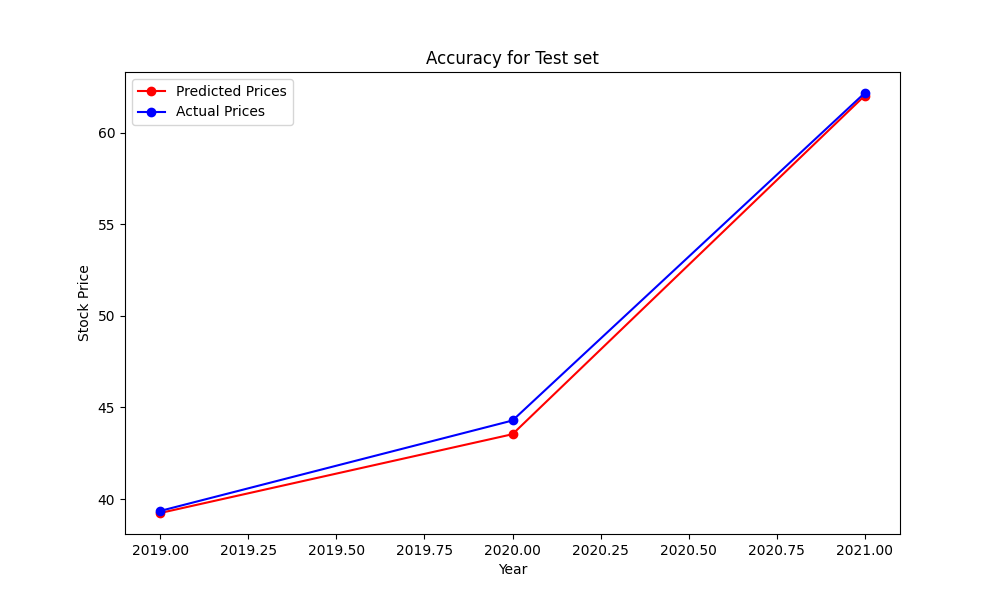 Accuracy for Test set
Predicted Prices
Actual Prices
Stock Price
60
55
50
45
40
2019.00 2019.25 2019.50 2019.75 2020.00 2020.25 2020.50 2020.75 2021.00
Year